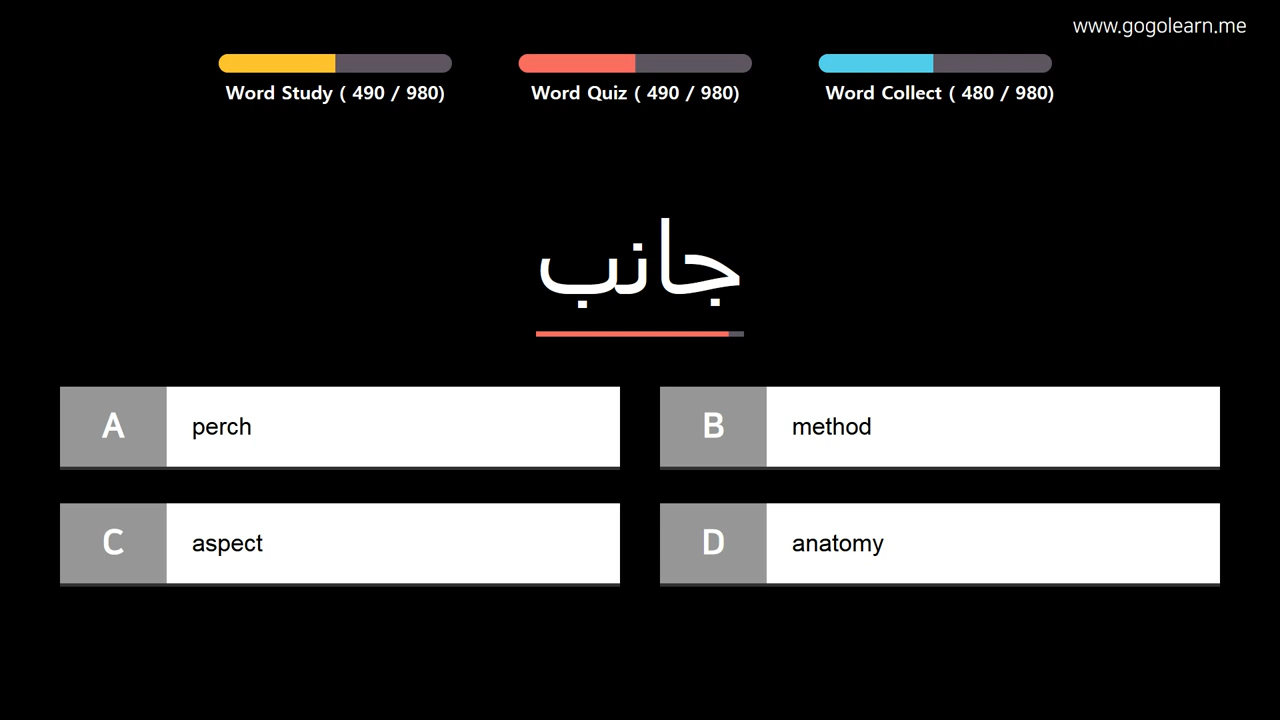 www.gogolearn.me
Word Study ( 490 / 980)
Word Quiz ( 490 / 980)
Word Collect ( 480 / 980)
جانب
A perch
B method
C aspect
D anatomy